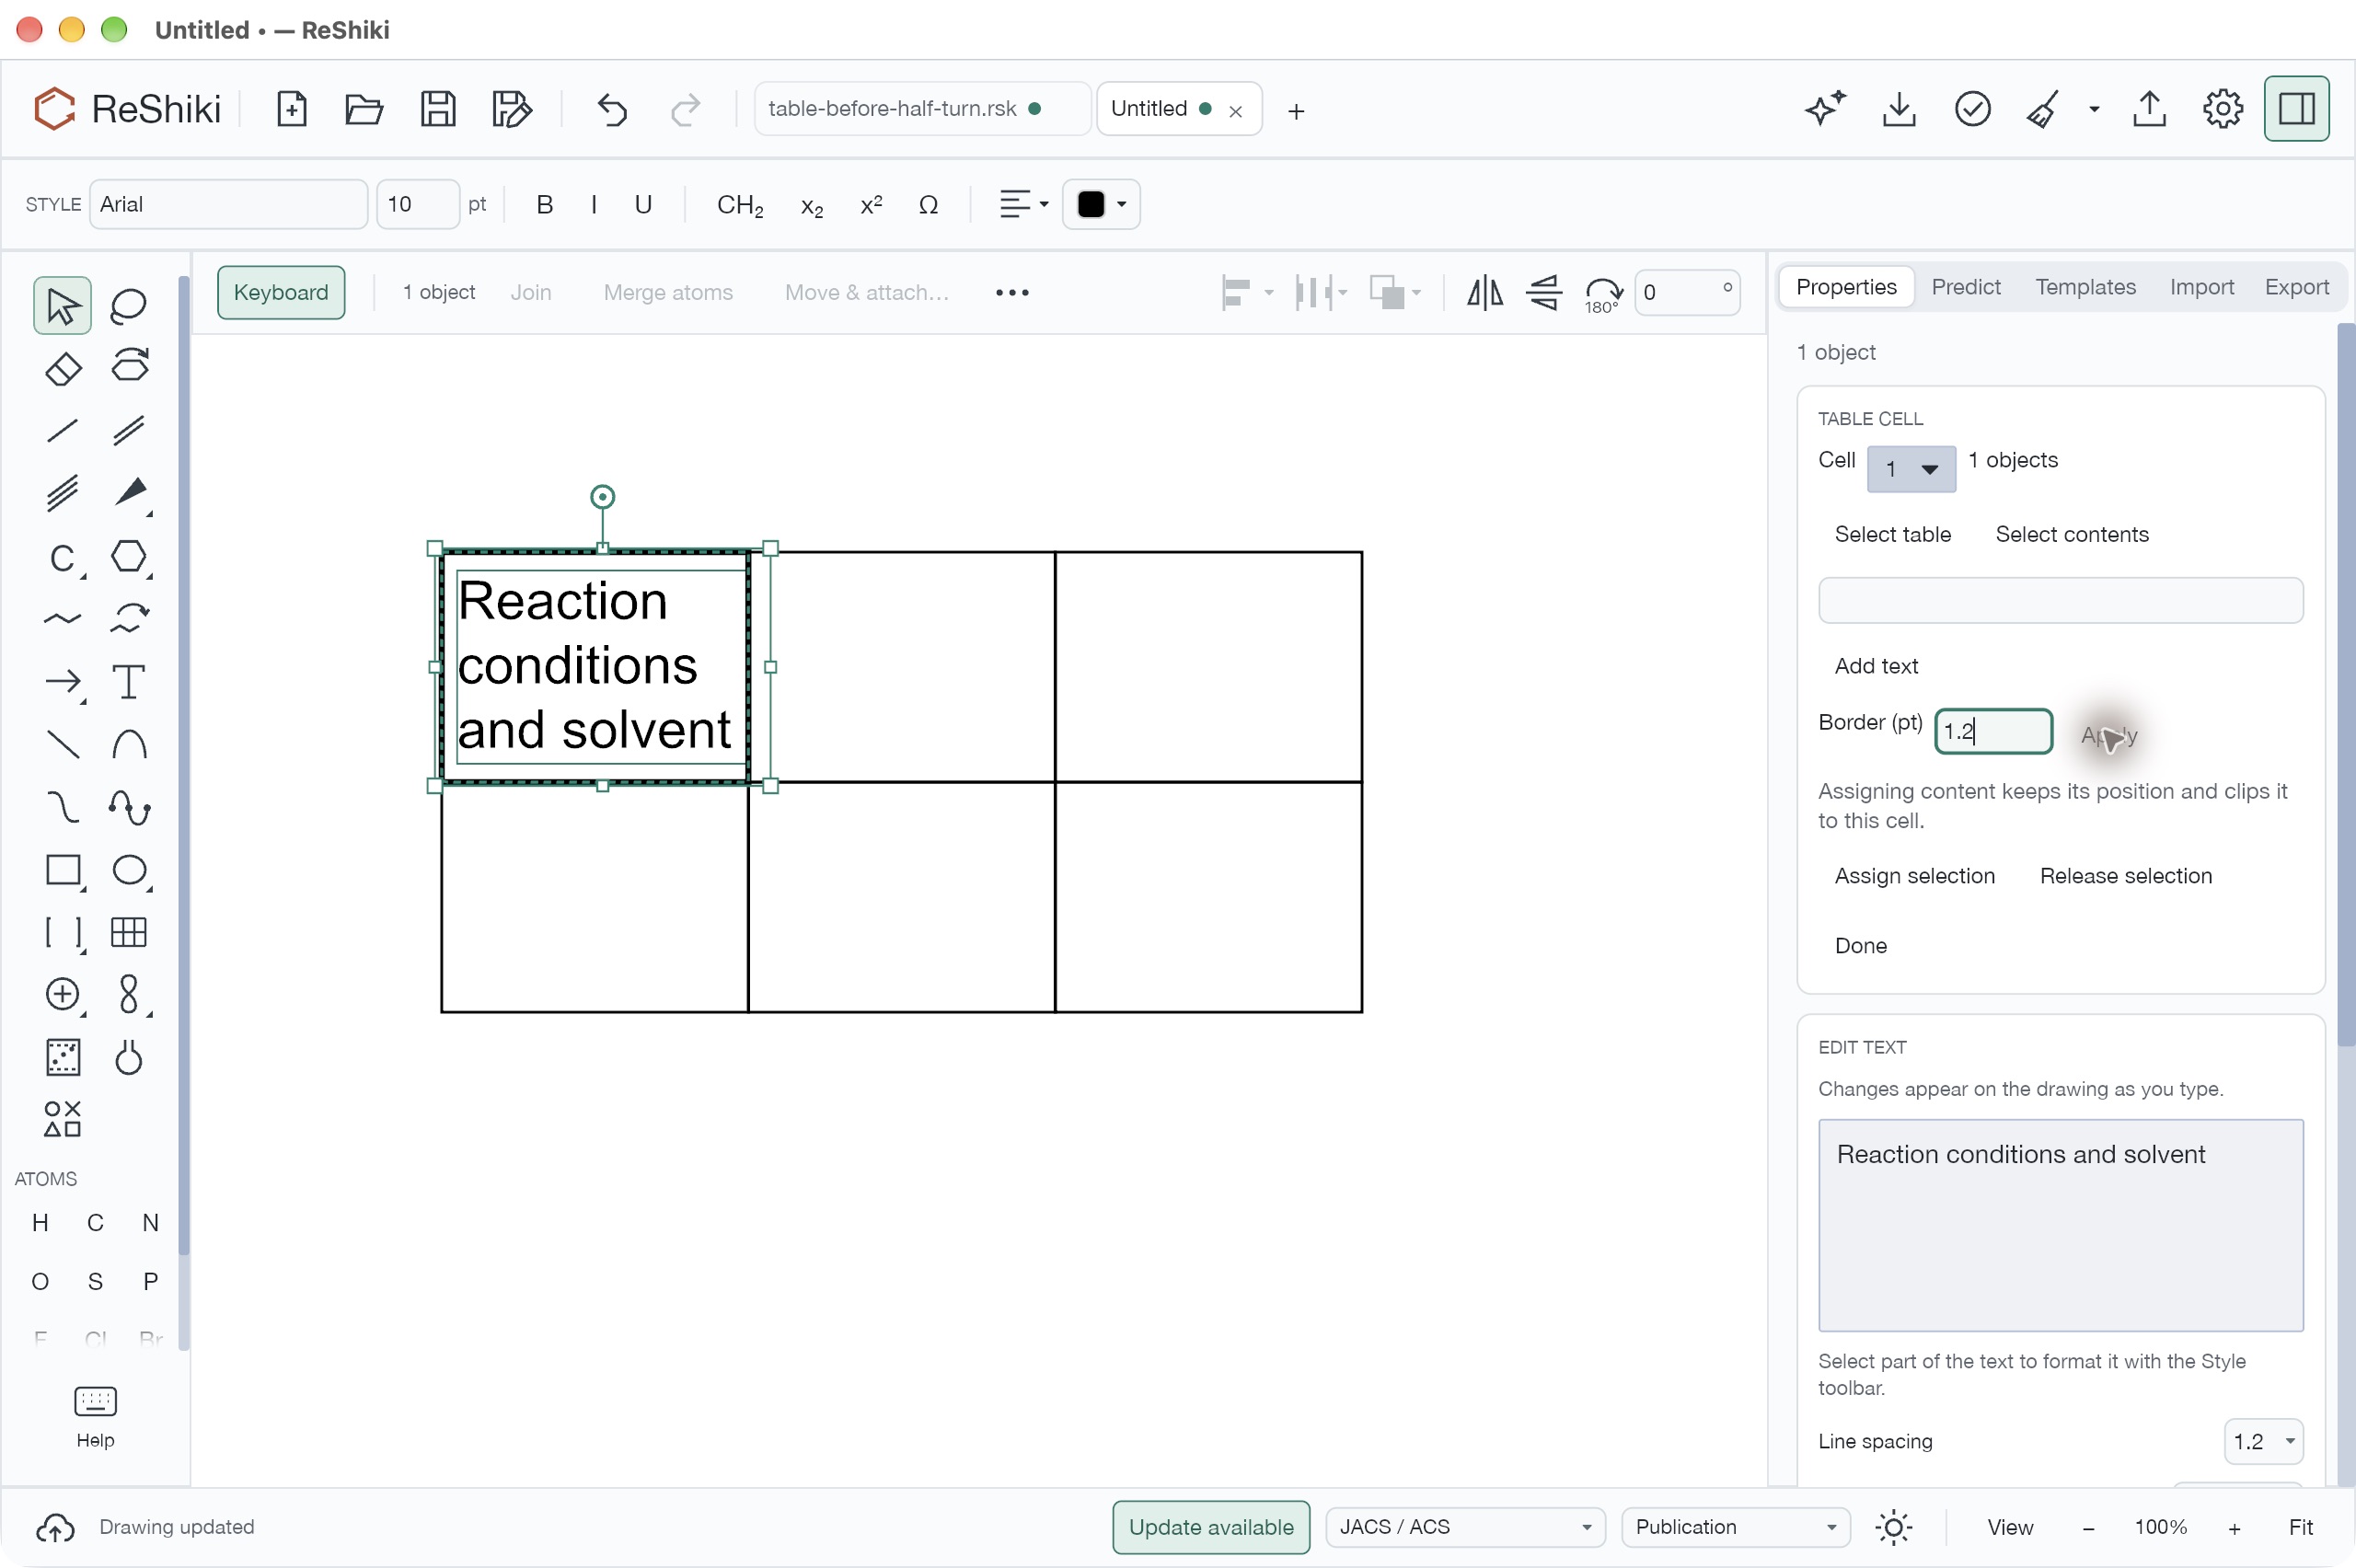 Untitled • — ReShiki
ReShiki
table-before-half-turn.rsk
Untitled
STYLE Arial 10 pt B I U CH₂ x₂ x² Ω
Keyboard 1 object Join Merge atoms Move & attach... 180° 0 °
Properties Predict Templates Import Export
1 object
TABLE CELL
Cell 1 1 objects
Select table Select contents
Add text
Border (pt) 1.2 Apply
Assigning content keeps its position and clips it
to this cell.
Assign selection Release selection
Done
EDIT TEXT
Changes appear on the drawing as you type.
Reaction conditions and solvent
Select part of the text to format it with the Style
toolbar.
Line spacing 1.2
Reaction
conditions
and solvent
C
T
ATOMS
H C N
O S P
F Cl Br
Help
Drawing updated Update available JACS / ACS Publication View – 100% + Fit